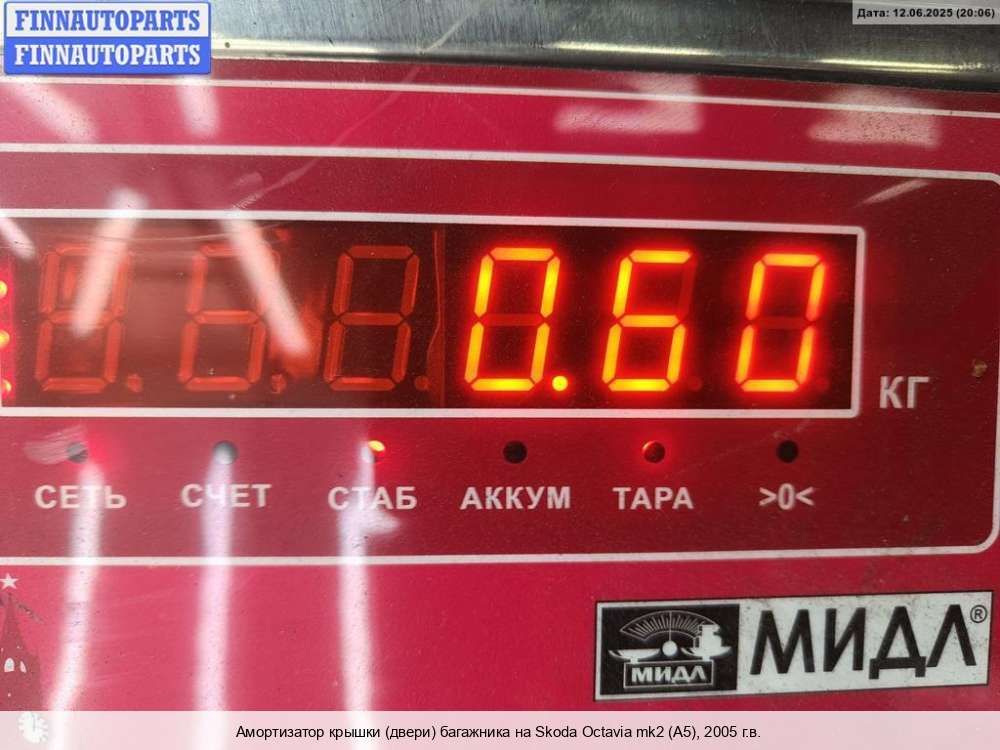 FINNAUTOPARTS
FINNAUTOPARTS
Дата: 12.06.2025 (20:06)
0.60
КГ
СЕТЬ СЧЕТ СТАБ АККУМ ТАРА >0<
МИДЛ МИДЛ®
Амортизатор крышки (двери) багажника на Skoda Octavia mk2 (A5), 2005 г.в.